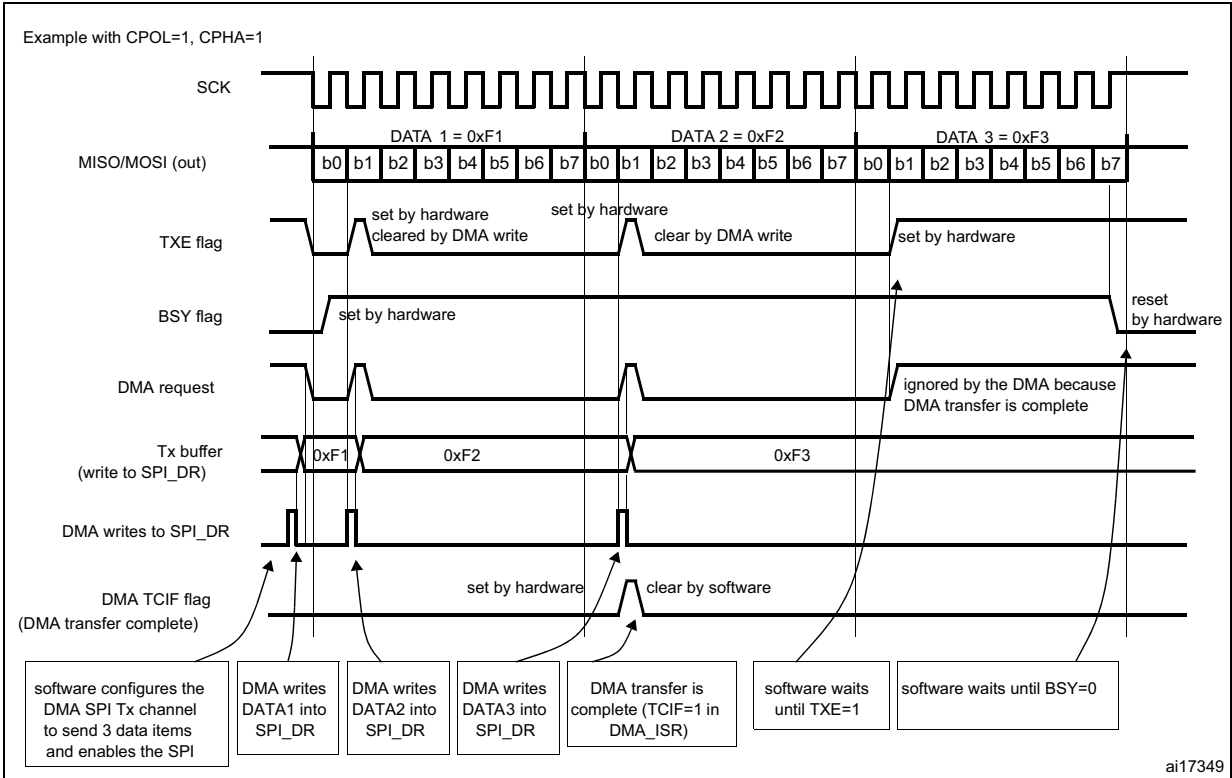 Example with CPOL=1, CPHA=1
SCK
DATA 1 = 0xF1
DATA 2 = 0xF2
DATA 3 = 0xF3
MISO/MOSI (out)
b0 b1 b2 b3 b4 b5 b6 b7 b0 b1 b2 b3 b4 b5 b6 b7 b0 b1 b2 b3 b4 b5 b6 b7
TXE flag
set by hardware
cleared by DMA write
set by hardware
clear by DMA write
set by hardware
BSY flag
set by hardware
reset
by hardware
DMA request
ignored by the DMA because
DMA transfer is complete
Tx buffer
(write to SPI_DR)
0xF1
0xF2
0xF3
DMA writes to SPI_DR
DMA TCIF flag
(DMA transfer complete)
set by hardware
clear by software
software configures the
DMA SPI Tx channel
to send 3 data items
and enables the SPI
DMA writes
DATA1 into
SPI_DR
DMA writes
DATA2 into
SPI_DR
DMA writes
DATA3 into
SPI_DR
DMA transfer is
complete (TCIF=1 in
DMA_ISR)
software waits
until TXE=1
software waits until BSY=0
ai17349